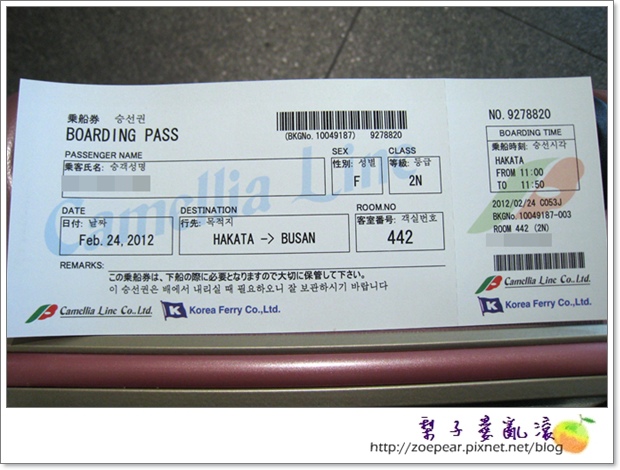 乗船券 승선권
BOARDING PASS
(BKGNo. 10049187) 9278820
PASSENGER NAME
乗客氏名: 승객성명
SEX
性別: 성별
F
CLASS
等級: 등급
2N
DATE
日付: 날짜
Feb. 24, 2012
DESTINATION
行先: 목적지
HAKATA -> BUSAN
ROOM.NO
客室番号: 객실번호
442
REMARKS:
この乗船券は、下船の際に必要となりますので大切に保管して下さい。
이 승선권은 배에서 내리실 때 필요하오니 잘 보관하시기 바랍니다
Camellia Line Co.,Ltd.
Korea Ferry Co.,Ltd.
Camellia Line
NO. 9278820
BOARDING TIME
乗船時刻: 승선시각
HAKATA
FROM 11:00
TO 11:50
2012/02/24 C053J
BKGNo. 10049187-003
ROOM 442 (2N)
Camellia Line Co.,Ltd.
Korea Ferry Co.,Ltd.
梨子愛亂滾
http://zoepear.pixnet.net/blog